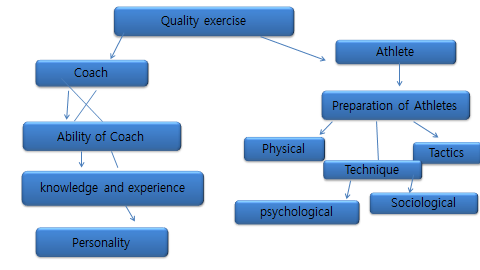 Quality exercise
Athlete
Coach
Preparation of Athletes
Ability of Coach
Physical
Tactics
Technique
knowledge and experience
Sociological
psychological
Personality